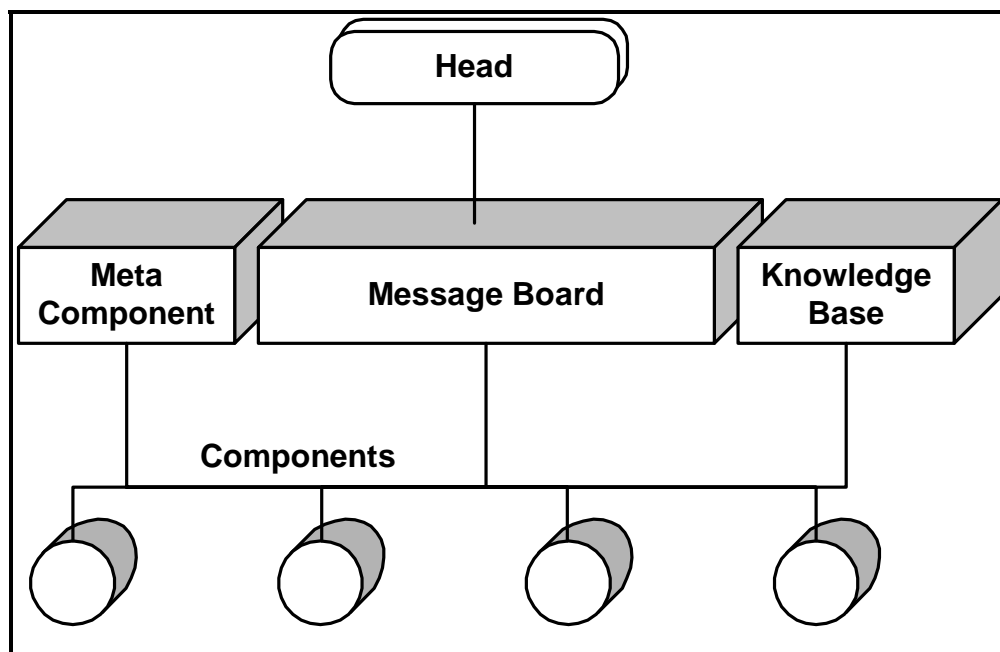 Head
Meta
Component
Message Board
Knowledge
Base
Components